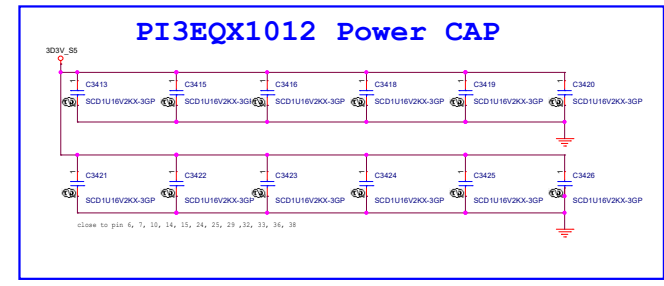 PI3EQX1012 Power CAP
3D3V_S5
C3413 C3415 C3416 C3418 C3419 C3420
SCD1U16V2KX-3GP SCD1U16V2KX-3GP SCD1U16V2KX-3GP SCD1U16V2KX-3GP SCD1U16V2KX-3GP SCD1U16V2KX-3GP
C3421 C3422 C3423 C3424 C3425 C3426
SCD1U16V2KX-3GP SCD1U16V2KX-3GP SCD1U16V2KX-3GP SCD1U16V2KX-3GP SCD1U16V2KX-3GP SCD1U16V2KX-3GP
close to pin 6, 7, 10, 14, 15, 24, 25, 29 ,32, 33, 36, 38